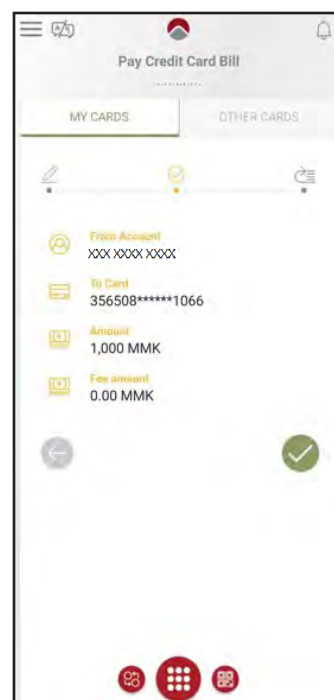 Pay Credit Card Bill
MY CARDS
OTHER CARDS
From Account
XXX XXXX XXXX
To Card
356508******1066
Amount
1,000 MMK
Fee amount
0.00 MMK